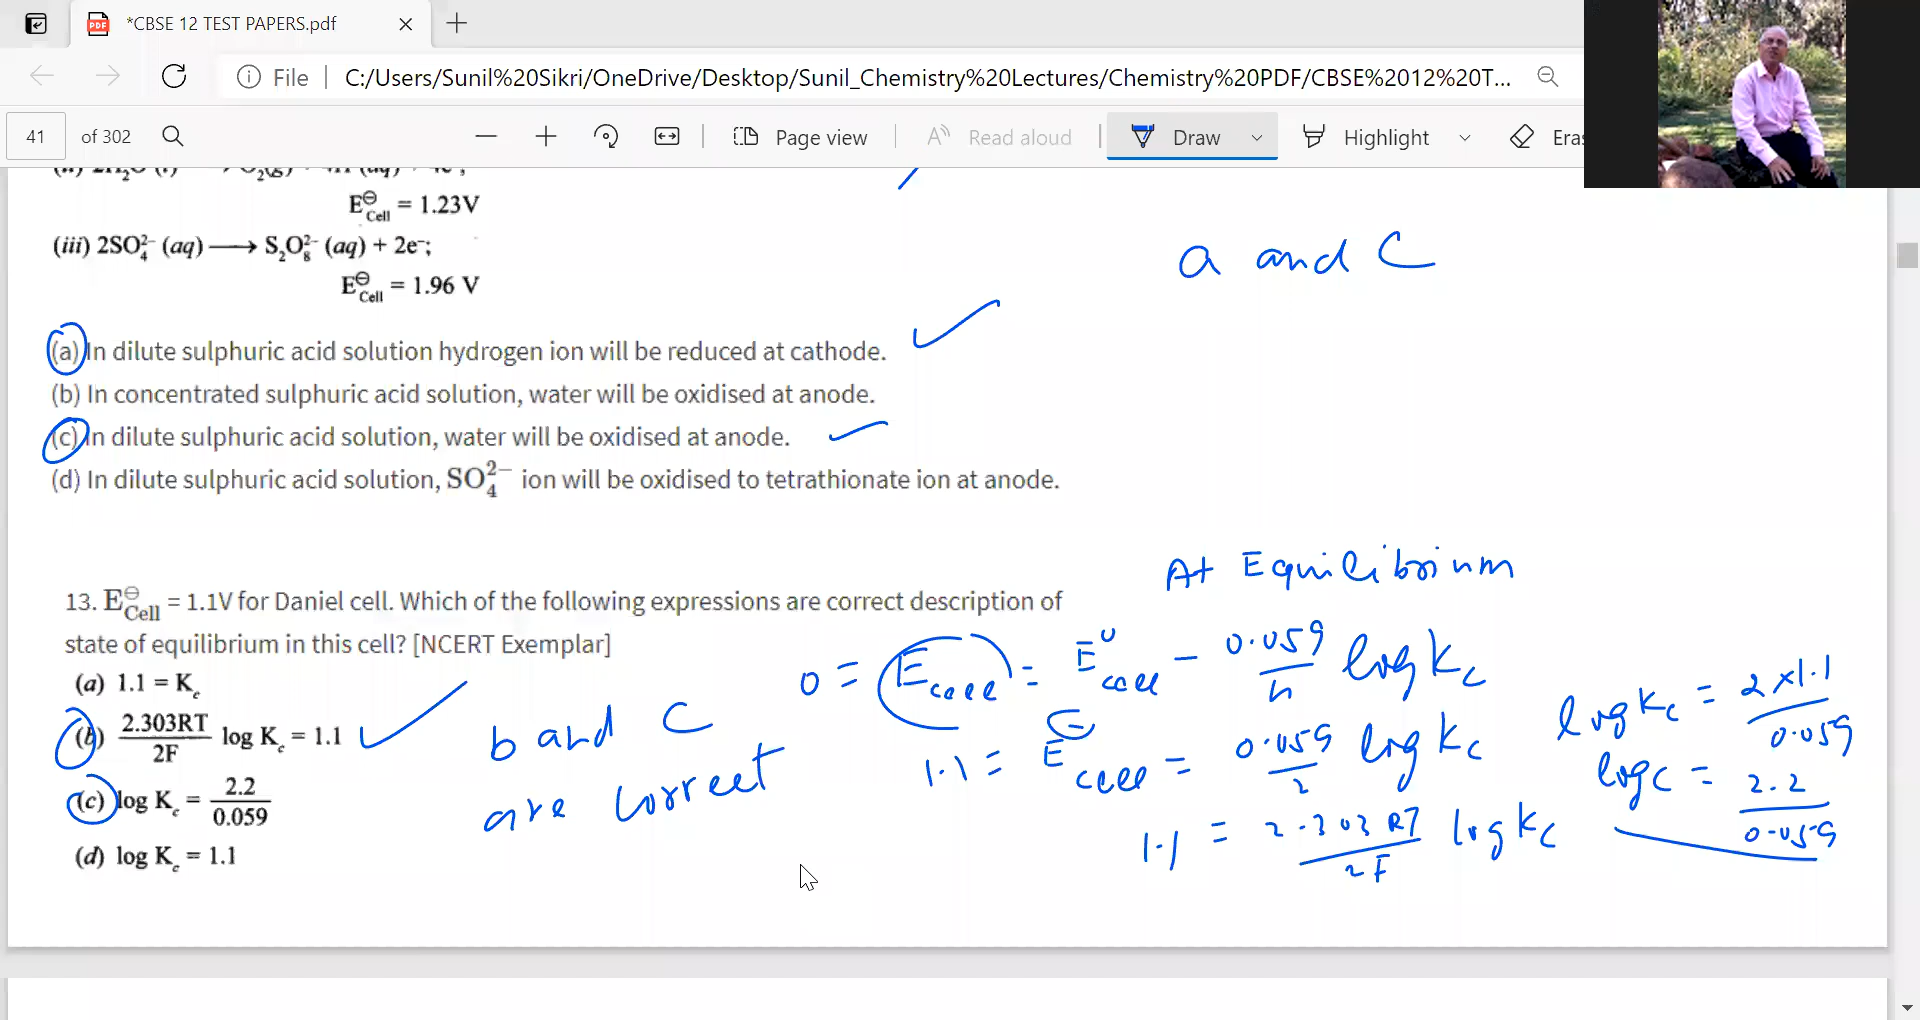 *CBSE 12 TEST PAPERS.pdf
File | C:/Users/Sunil%20Sikri/OneDrive/Desktop/Sunil_Chemistry%20Lectures/Chemistry%20PDF/CBSE%2012%20T...
41 of 302 Page view Read aloud Draw Highlight Eras
E⊖Cell = 1.23V
(iii) 2SO₄²⁻ (aq) ⟶ S₂O₈²⁻ (aq) + 2e⁻;
E⊖Cell = 1.96 V
a and C
(a) In dilute sulphuric acid solution hydrogen ion will be reduced at cathode.
(b) In concentrated sulphuric acid solution, water will be oxidised at anode.
(c) In dilute sulphuric acid solution, water will be oxidised at anode.
(d) In dilute sulphuric acid solution, SO₄²⁻ ion will be oxidised to tetrathionate ion at anode.
At Equilibrium
13. E⊖Cell = 1.1V for Daniel cell. Which of the following expressions are correct description of
state of equilibrium in this cell? [NCERT Exemplar]
(a) 1.1 = Kc
(b) 2.303RT/2F log Kc = 1.1
(c) log Kc = 2.2/0.059
(d) log Kc = 1.1
b and C
are correct
0 = Ecell = E⁰cell − 0.059/n log Kc
1.1 = E⊖cell = 0.059/2 log Kc
1.1 = 2.303 RT/2F log Kc
log Kc = 2×1.1/0.059
log c = 2.2/0.059